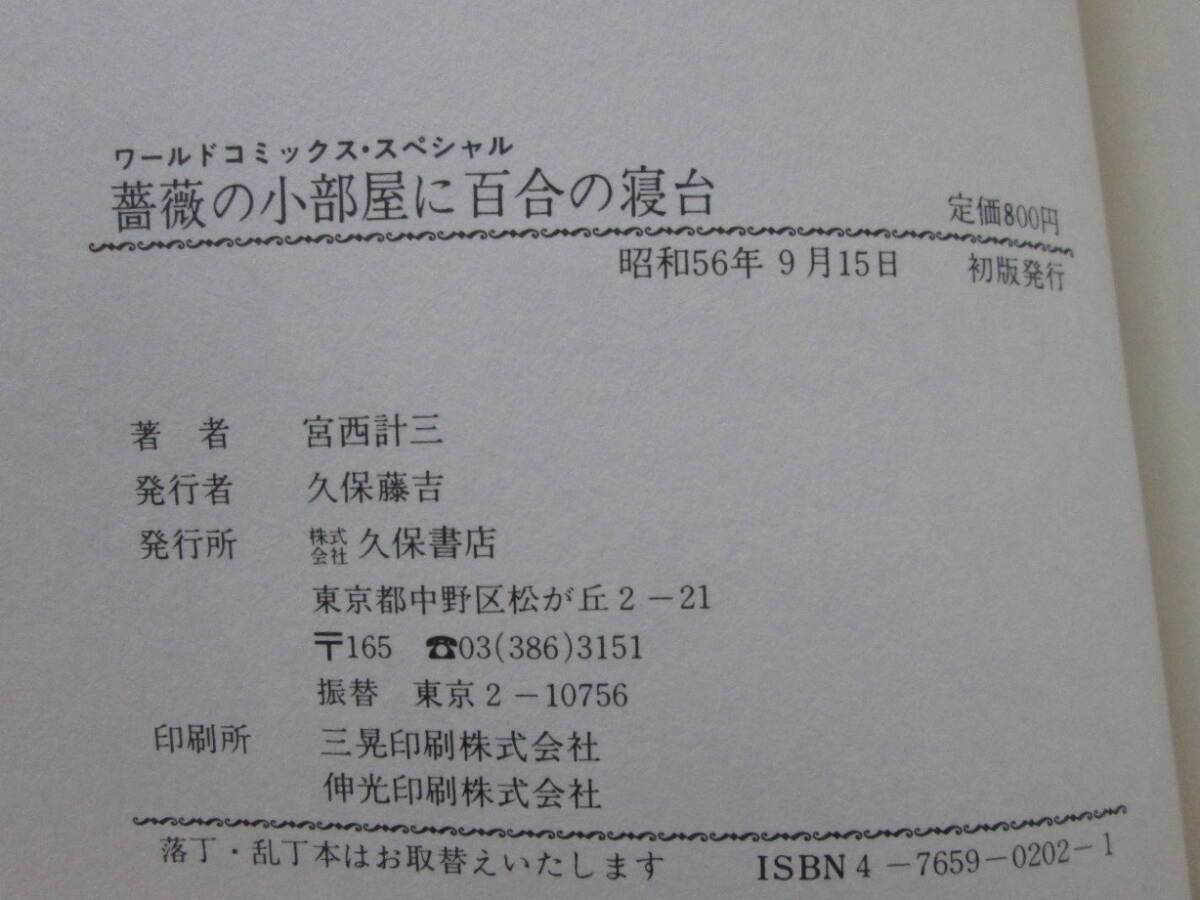 ワールドコミックス・スペシャル
薔薇の小部屋に百合の寝台 定価800円
昭和56年9月15日 初版発行
著者 宮西計三
発行者 久保藤吉
発行所 株式会社 久保書店
東京都中野区松が丘2-21
〒165 ☎03(386)3151
振替 東京2-10756
印刷所 三晃印刷株式会社
伸光印刷株式会社
落丁・乱丁本はお取替えいたします ISBN4-7659-0202-1